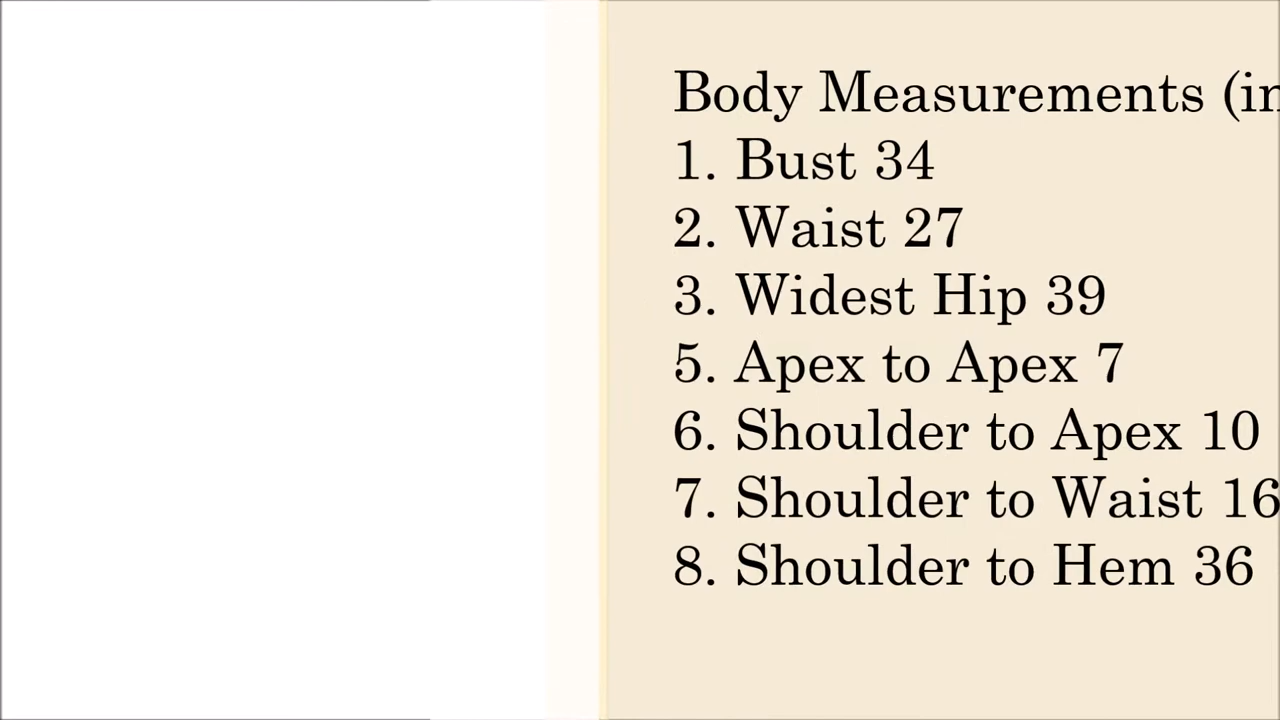 Body Measurements (in
1. Bust 34
2. Waist 27
3. Widest Hip 39
5. Apex to Apex 7
6. Shoulder to Apex 10
7. Shoulder to Waist 16
8. Shoulder to Hem 36